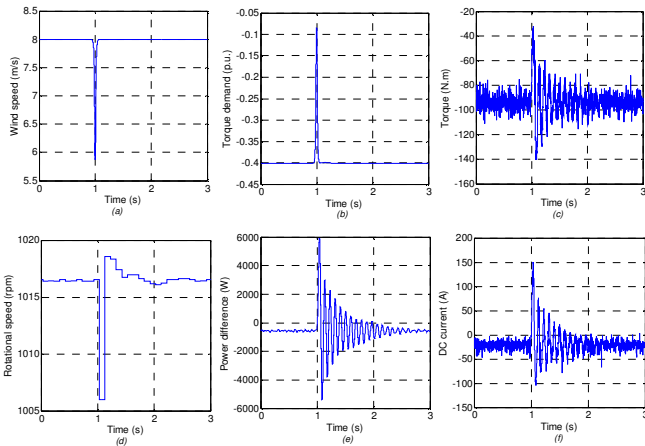 8.5
8
7.5
7
6.5
6
5.5
0 1 2 3
Wind speed (m/s)
Time (s)
(a)
-0.05
-0.1
-0.15
-0.2
-0.25
-0.3
-0.35
-0.4
-0.45
0 1 2 3
Torque demand (p.u.)
Time (s)
(b)
-20
-40
-60
-80
-100
-120
-140
-160
0 1 2 3
Torque (N.m)
Time (s)
(c)
1020
1015
1010
1005
0 1 2 3
Rotational speed (rpm)
Time (s)
(d)
6000
4000
2000
0
-2000
-4000
-6000
0 1 2 3
Power difference (W)
Time (s)
(e)
200
150
100
50
0
-50
-100
-150
0 1 2 3
DC current (A)
Time (s)
(f)